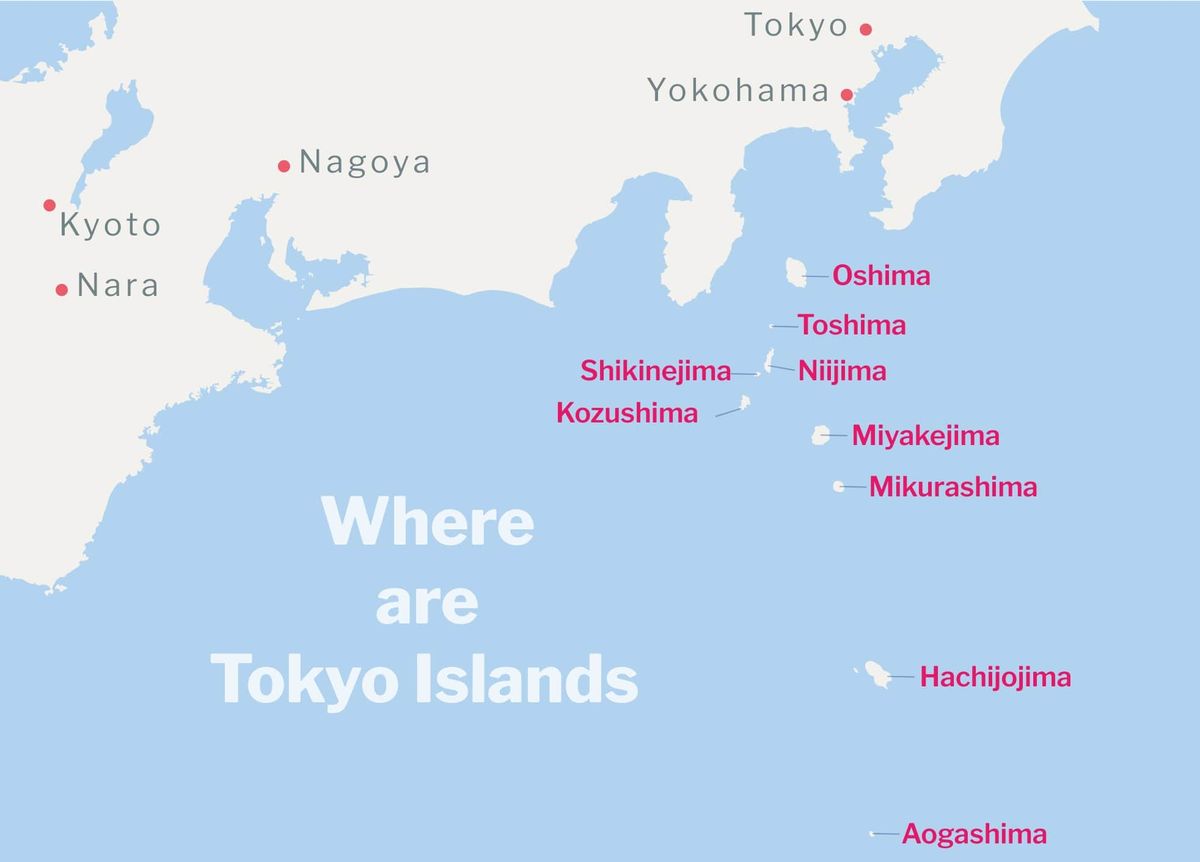 Tokyo
Yokohama
Nagoya
Kyoto
Nara
Oshima
Toshima
Shikinejima
Niijima
Kozushima
Miyakejima
Mikurashima
Where
are
Tokyo Islands
Hachijojima
Aogashima